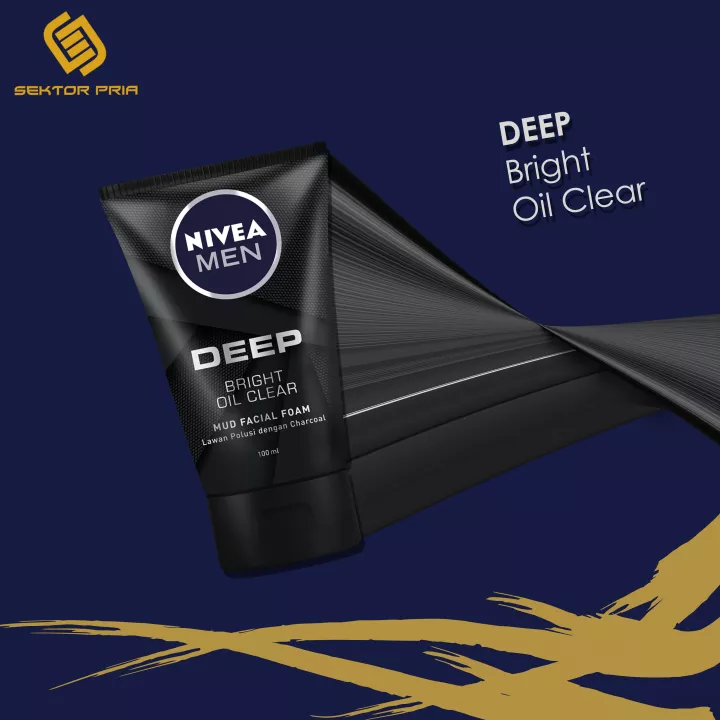 SEKTOR PRIA
DEEP
Bright
Oil Clear
NIVEA
MEN
DEEP
BRIGHT
OIL CLEAR
MUD FACIAL FOAM
Lawan Polusi dengan Charcoal
100 ml